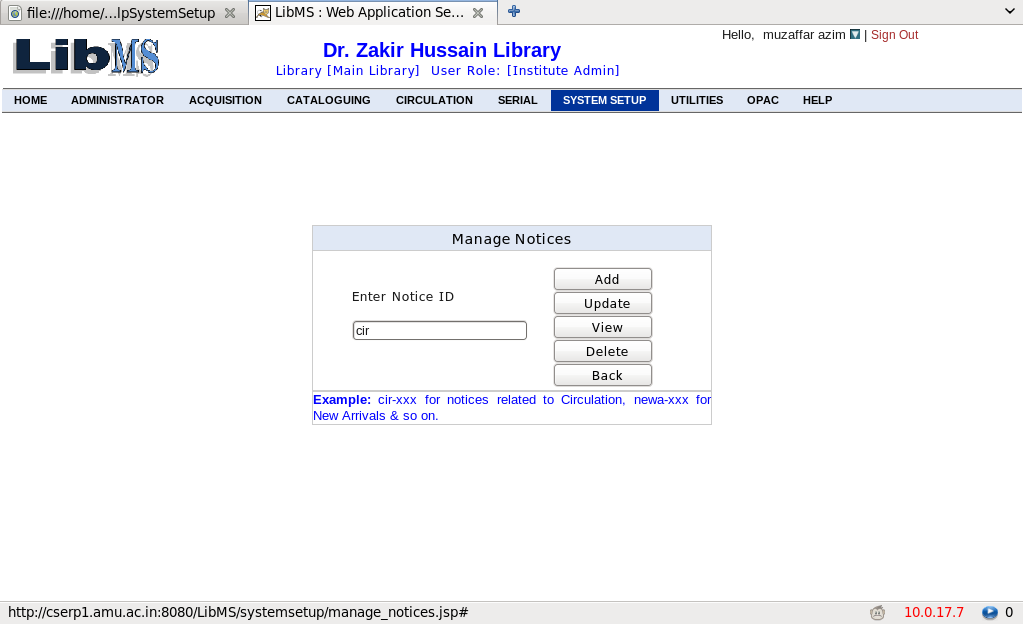 file:///home/...lpSystemSetup
LibMS : Web Application Se...
Hello, muzaffar azim | Sign Out
LibMS
Dr. Zakir Hussain Library
Library [Main Library] User Role: [Institute Admin]
HOME ADMINISTRATOR ACQUISITION CATALOGUING CIRCULATION SERIAL SYSTEM SETUP UTILITIES OPAC HELP
Manage Notices
Enter Notice ID
cir
Add
Update
View
Delete
Back
Example: cir-xxx for notices related to Circulation, newa-xxx for
New Arrivals & so on.
http://cserp1.amu.ac.in:8080/LibMS/systemsetup/manage_notices.jsp#
10.0.17.7
0